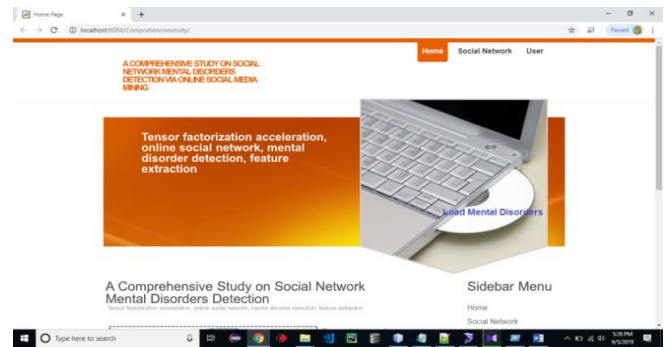 Home Page
localhost:8084/Comprehensivestudy/
Paused
Home Social Network User
A COMPREHENSIVE STUDY ON SOCIAL
NETWORK MENTAL DISORDERS
DETECTION VIA ONLINE SOCIAL MEDIA
MINING
Tensor factorization acceleration,
online social network, mental
disorder detection, feature
extraction
Load Mental Disorders
A Comprehensive Study on Social Network
Mental Disorders Detection
Tensor factorization acceleration, online social network, mental disorder detection, feature extraction
Sidebar Menu
Home
Social Network
Type here to search
5:26 PM
9/3/2019